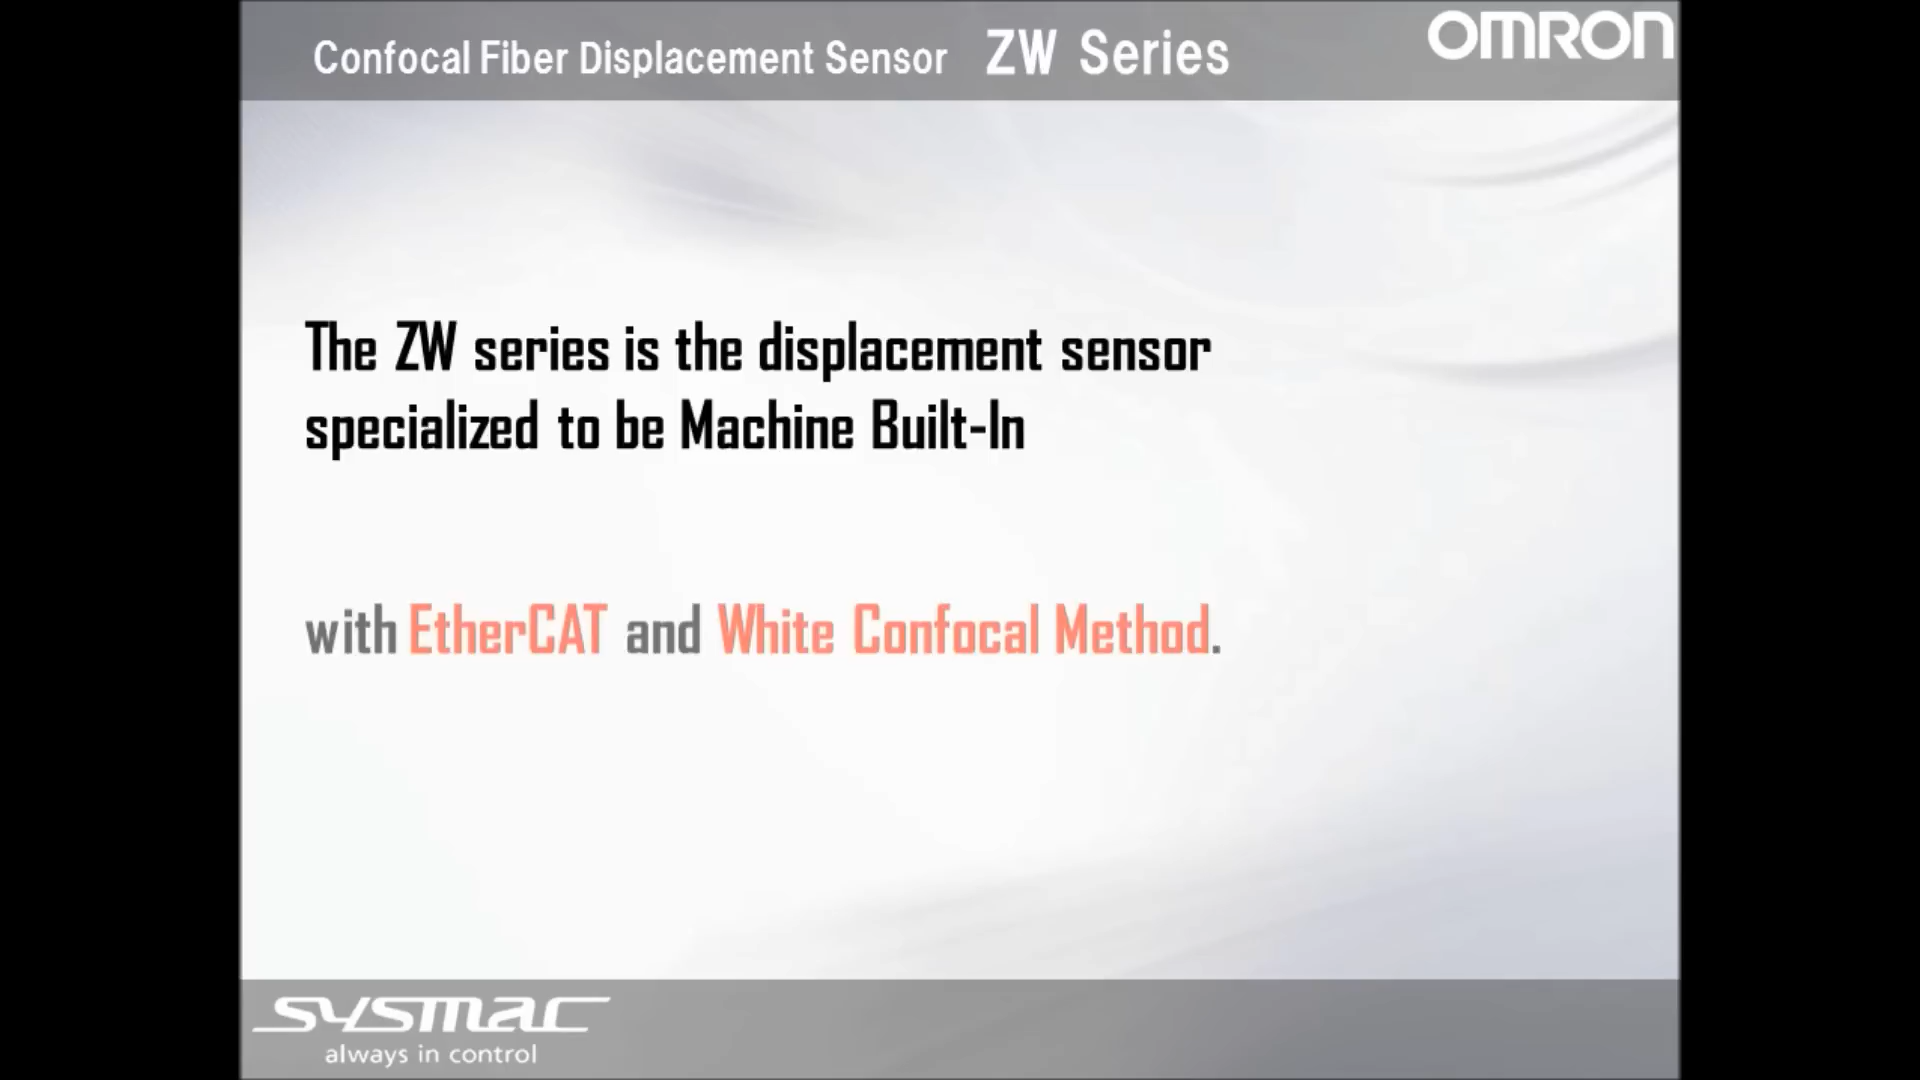 Confocal Fiber Displacement Sensor ZW Series
OMRON
The ZW series is the displacement sensor
specialized to be Machine Built-In
with EtherCAT and White Confocal Method.
sysmac
always in control